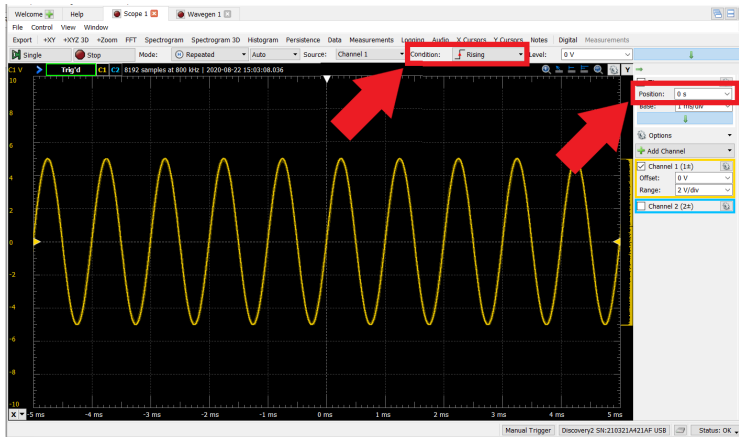 Welcome Help Scope 1 Wavegen 1
File Control View Window
Export +XY +XYZ 3D +Zoom FFT Spectrogram Spectrogram 3D Histogram Persistence Data Measurements Logging Audio X Cursors Y Cursors Notes Digital Measurements
Single Stop Mode: Repeated Auto Source: Channel 1 Condition: Rising Level: 0 V
C1 V Trig'd C1 C2 8192 samples at 800 kHz | 2020-08-22 15:03:08.036 Y
10
Position: 0 s
Base: 1 ms/div
8
Options
6
Add Channel
Channel 1 (1±)
4
Offset: 0 V
Range: 2 V/div
2
Channel 2 (2±)
0
-2
-4
-6
-8
-10
X -5 ms -4 ms -3 ms -2 ms -1 ms 0 ms 1 ms 2 ms 3 ms 4 ms 5 ms
Manual Trigger Discovery2 SN:210321A421AF USB Status: OK